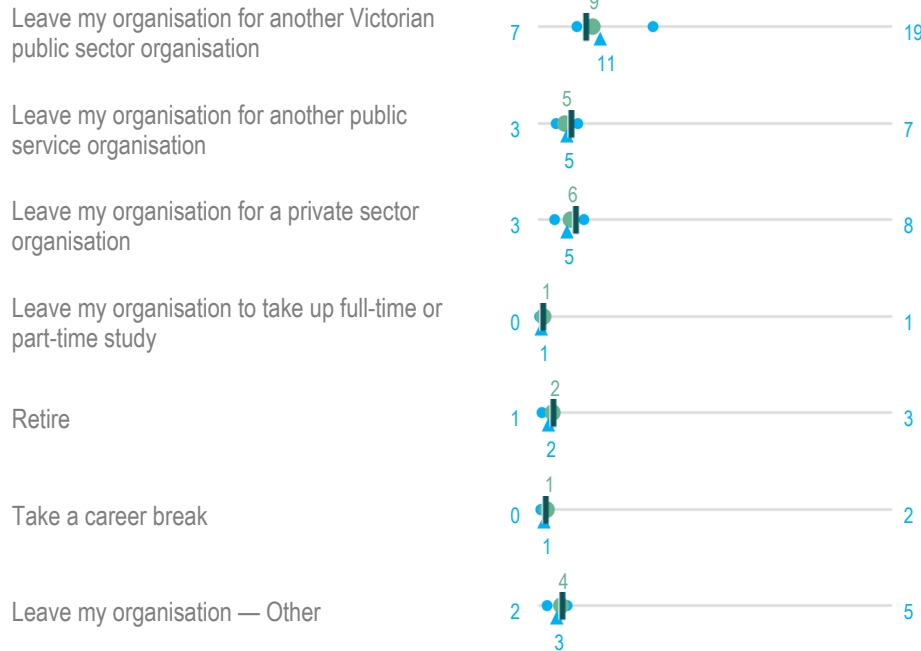 9
Leave my organisation for another Victorian
public sector organisation
7
19
11
5
Leave my organisation for another public
service organisation
3
7
5
6
Leave my organisation for a private sector
organisation
3
8
5
1
Leave my organisation to take up full-time or
part-time study
0
1
1
2
Retire
1
3
2
1
Take a career break
0
2
1
4
Leave my organisation — Other
2
5
3